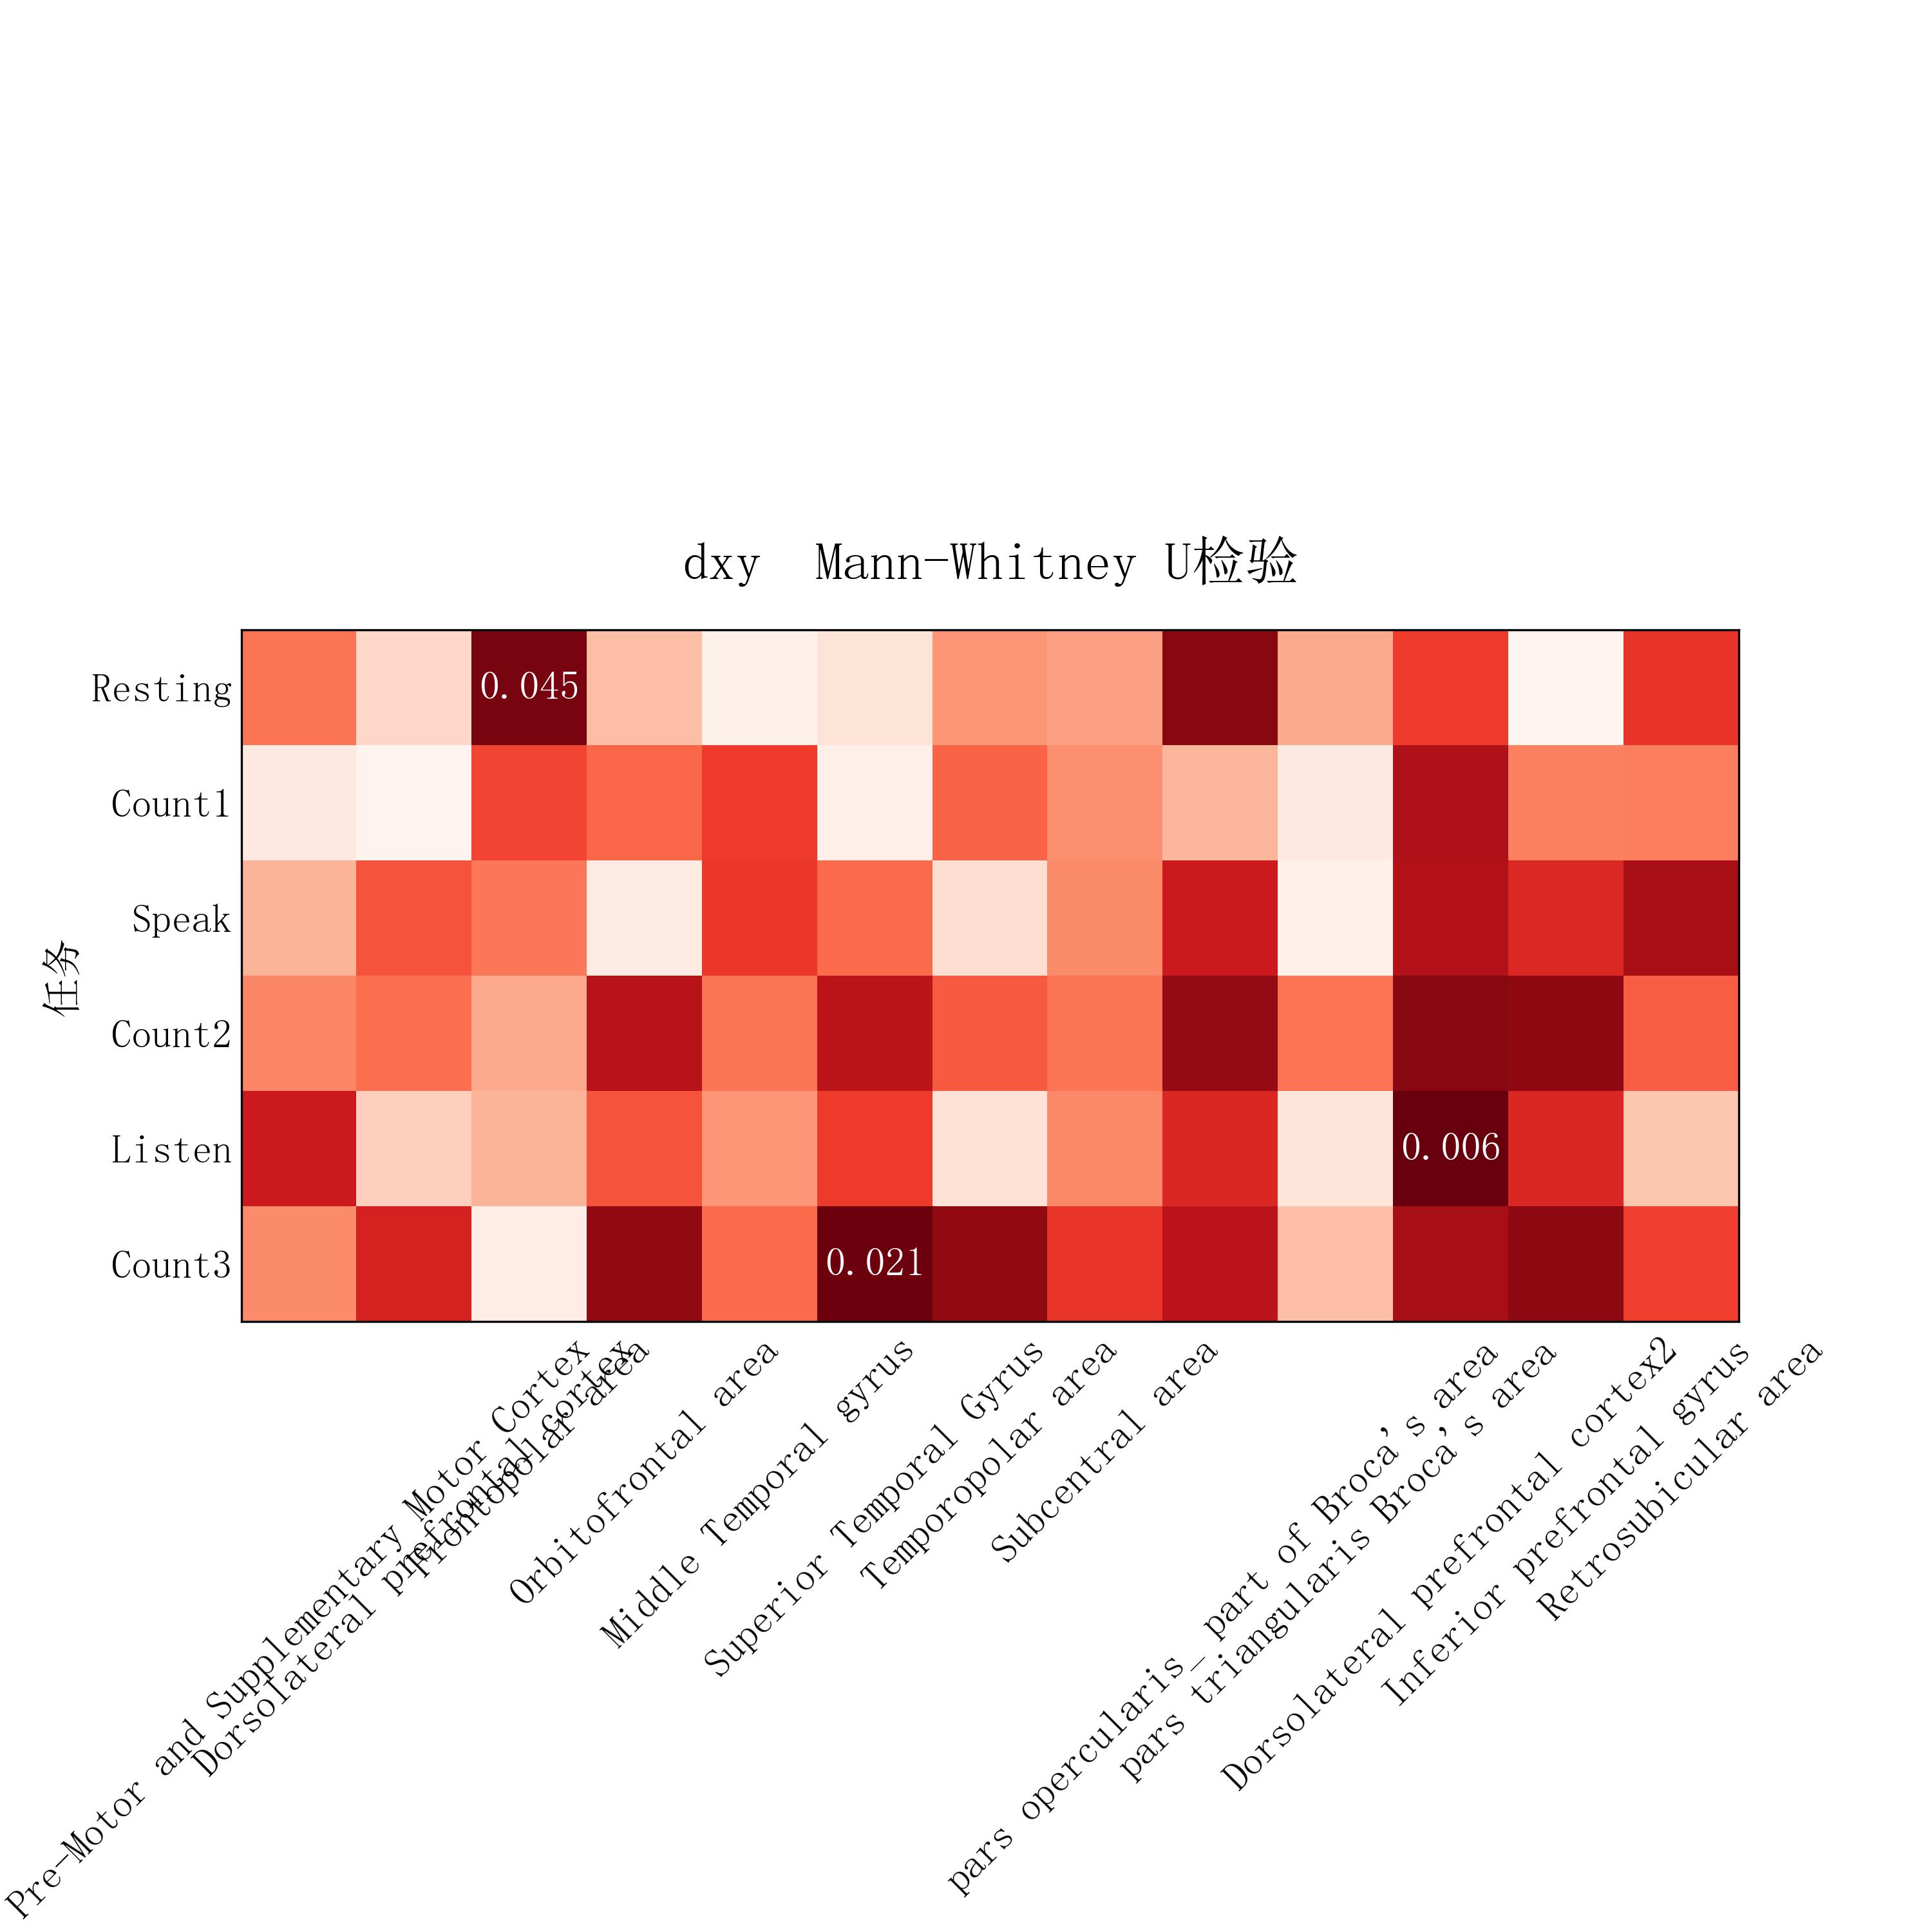 dxy  Mann-Whitney U检验
任务
Resting
0.045
Count1
Speak
Count2
Listen
0.006
Count3
0.021
Pre-Motor and Supplementary Motor Cortex
Dorsolateral prefrontal cortex
Frontopolar area
Orbitofrontal area
Middle Temporal gyrus
Superior Temporal Gyrus
Temporopolar area
Subcentral area
pars opercularis_ part of Broca's area
pars triangularis Broca's area
Dorsolateral prefrontal cortex2
Inferior prefrontal gyrus
Retrosubicular area